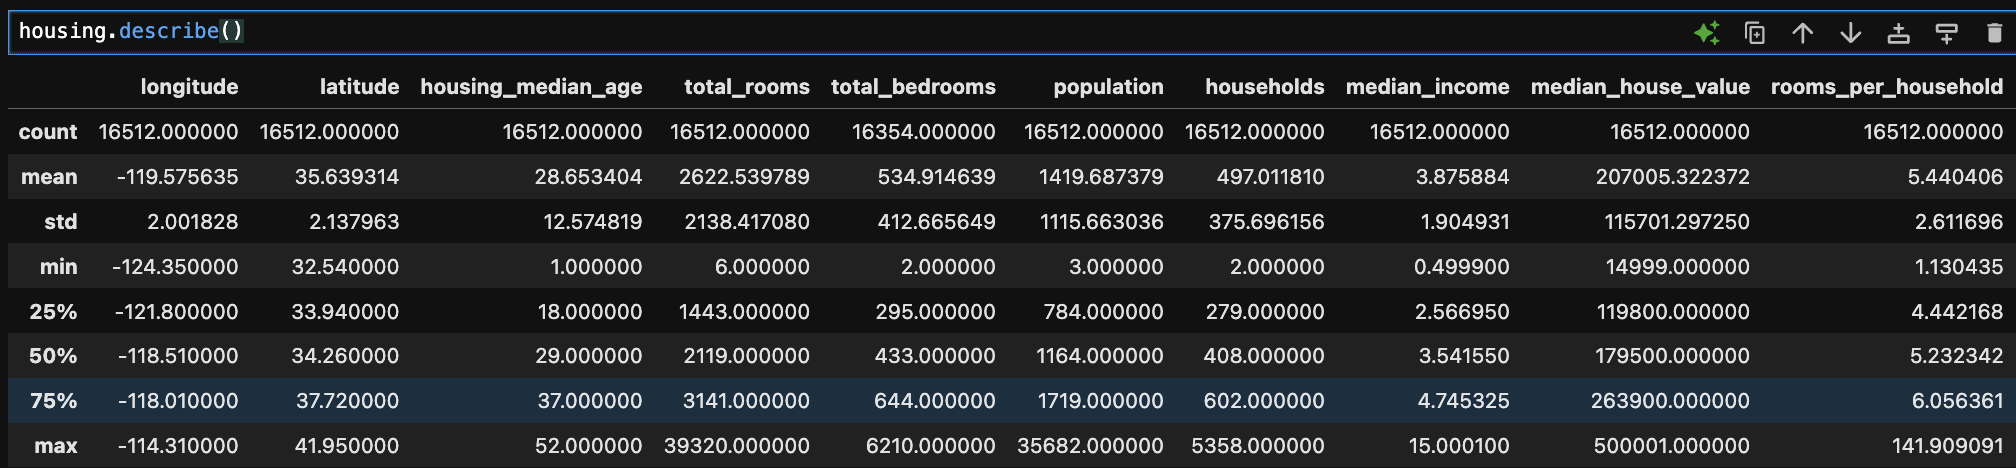 housing.describe()
longitude latitude housing_median_age total_rooms total_bedrooms population households median_income median_house_value rooms_per_household
count 16512.000000 16512.000000 16512.000000 16512.000000 16354.000000 16512.000000 16512.000000 16512.000000 16512.000000 16512.000000
mean -119.575635 35.639314 28.653404 2622.539789 534.914639 1419.687379 497.011810 3.875884 207005.322372 5.440406
std 2.001828 2.137963 12.574819 2138.417080 412.665649 1115.663036 375.696156 1.904931 115701.297250 2.611696
min -124.350000 32.540000 1.000000 6.000000 2.000000 3.000000 2.000000 0.499900 14999.000000 1.130435
25% -121.800000 33.940000 18.000000 1443.000000 295.000000 784.000000 279.000000 2.566950 119800.000000 4.442168
50% -118.510000 34.260000 29.000000 2119.000000 433.000000 1164.000000 408.000000 3.541550 179500.000000 5.232342
75% -118.010000 37.720000 37.000000 3141.000000 644.000000 1719.000000 602.000000 4.745325 263900.000000 6.056361
max -114.310000 41.950000 52.000000 39320.000000 6210.000000 35682.000000 5358.000000 15.000100 500001.000000 141.909091